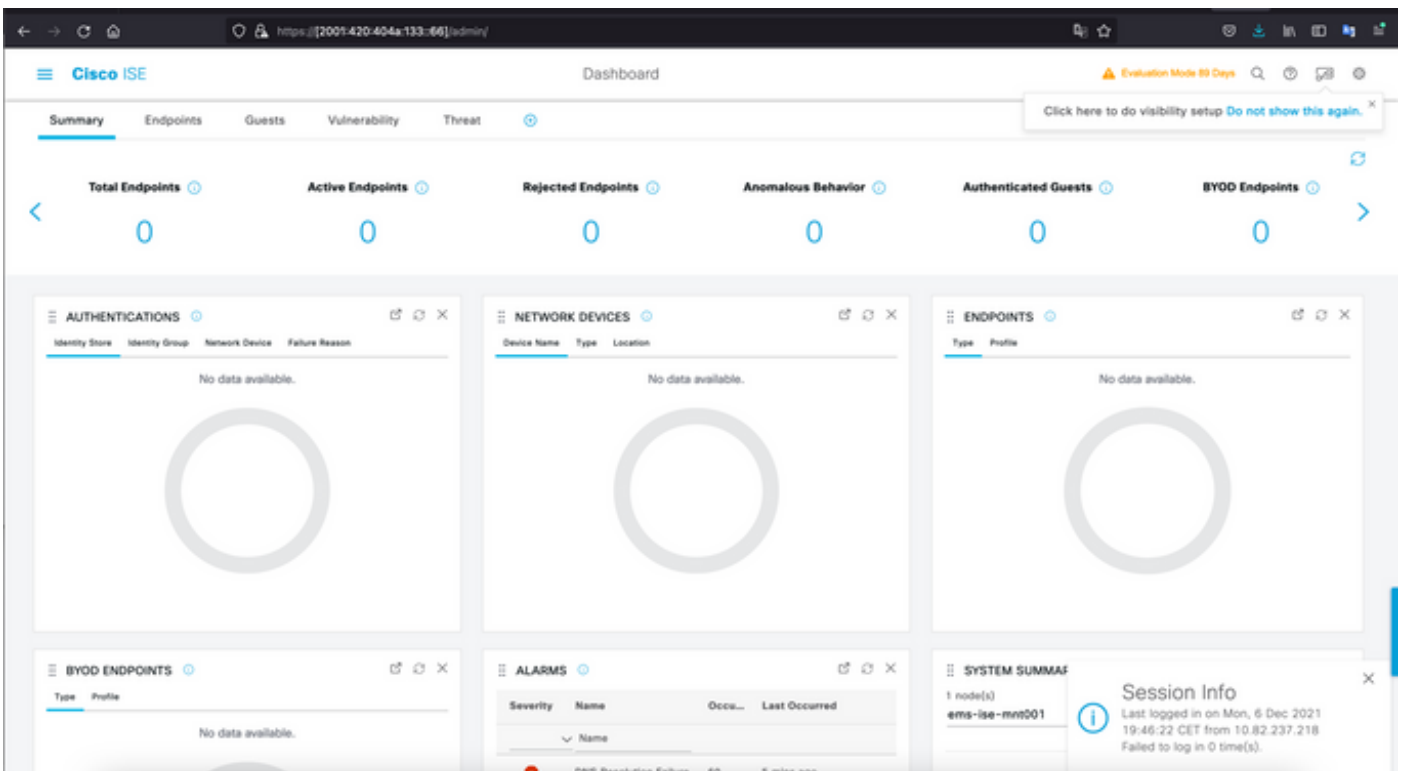 https://[2001:420:404a:133::66]/admin/
Cisco ISE
Dashboard
Evaluation Mode 89 Days
Click here to do visibility setup Do not show this again.
Summary Endpoints Guests Vulnerability Threat
Total Endpoints Active Endpoints Rejected Endpoints Anomalous Behavior Authenticated Guests BYOD Endpoints
0 0 0 0 0 0
AUTHENTICATIONS
Identity Store Identity Group Network Device Failure Reason
No data available.
NETWORK DEVICES
Device Name Type Location
No data available.
ENDPOINTS
Type Profile
No data available.
BYOD ENDPOINTS
Type Profile
No data available.
ALARMS
Severity Name Occu... Last Occurred
Name
DNS Resolution Failure 5 mins ago
SYSTEM SUMMAR
1 node(s)
ems-ise-mnt001
Session Info
Last logged in on Mon, 6 Dec 2021
19:46:22 CET from 10.82.237.218
Failed to log in 0 time(s).